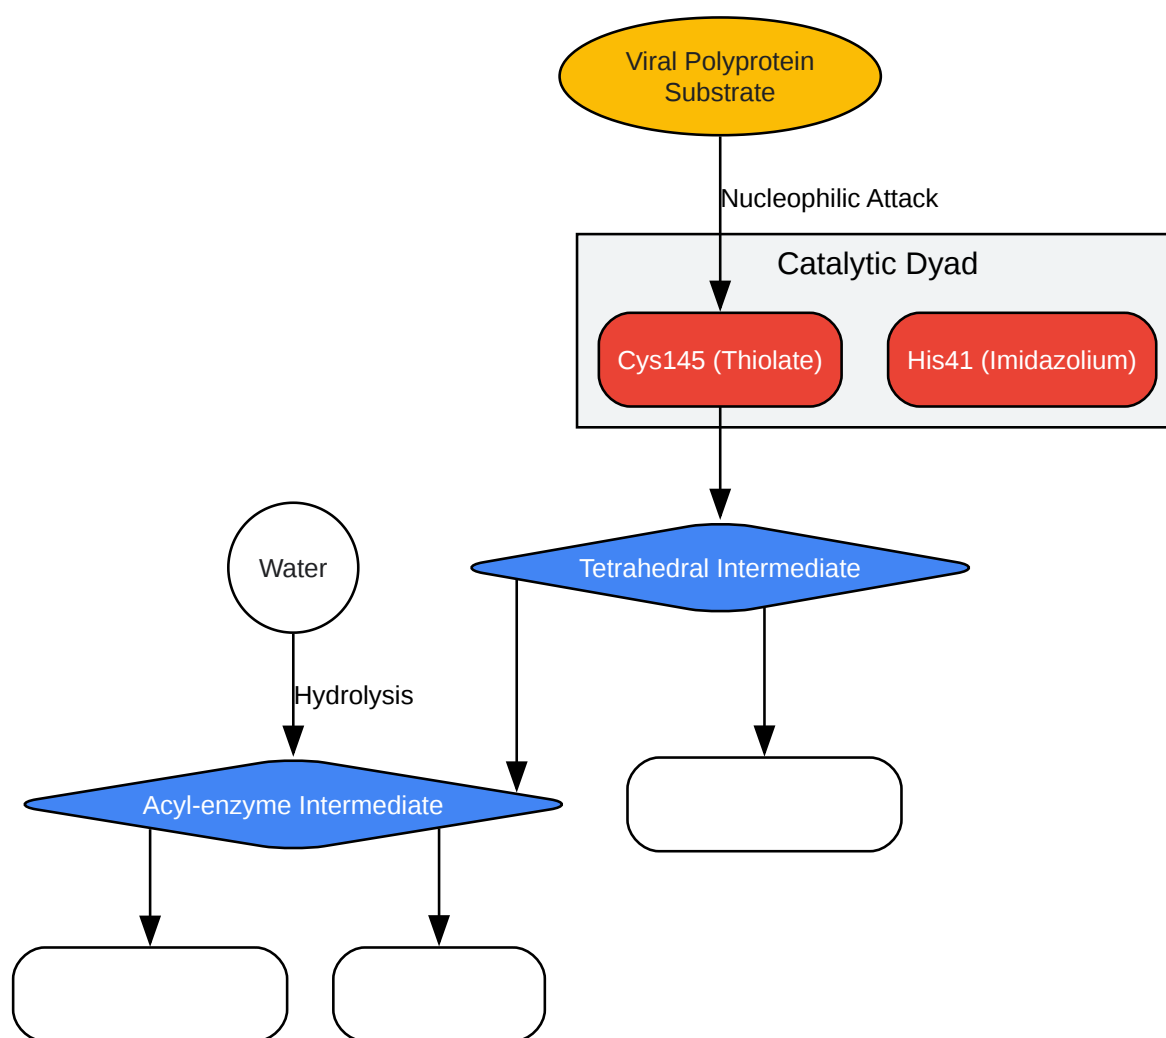 Viral Polyprotein
Substrate
Nucleophilic Attack
Catalytic Dyad
Cys145 (Thiolate)
His41 (Imidazolium)
Water
Tetrahedral Intermediate
Hydrolysis
Acyl-enzyme Intermediate